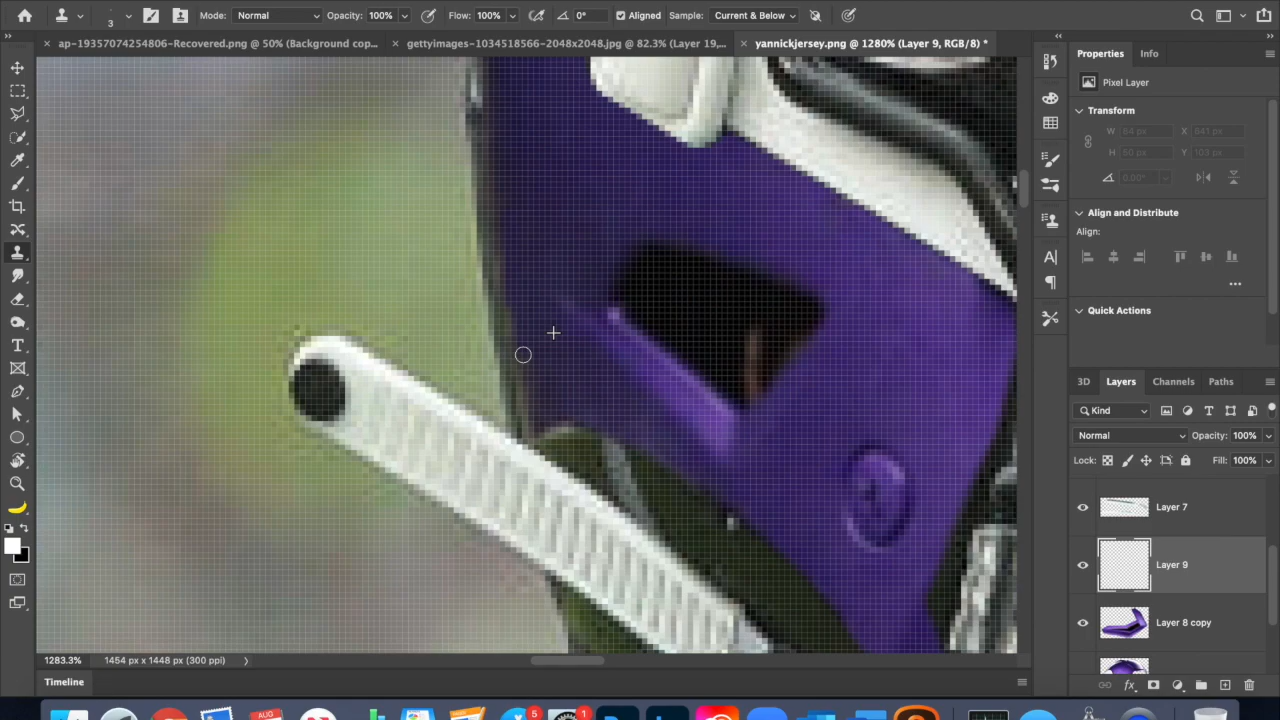 3 Mode: Normal Opacity: 100% Flow: 100% 0° Aligned Sample: Current & Below
ap-19357074254806-Recovered.png @ 50% (Background cop... gettyimages-1034518566-2048x2048.jpg @ 82.3% (Layer 19,... yannickjersey.png @ 1280% (Layer 9, RGB/8) *
Properties Info
Pixel Layer
Transform
W 84 px X 641 px
H 50 px Y 103 px
0.00°
Align and Distribute
Align:
Quick Actions
3D Layers Channels Paths
Kind
Normal Opacity: 100%
Lock: Fill: 100%
Layer 7
Layer 9
Layer 8 copy
1283.3% 1454 px x 1448 px (300 ppi)
Timeline
AUG 5 1